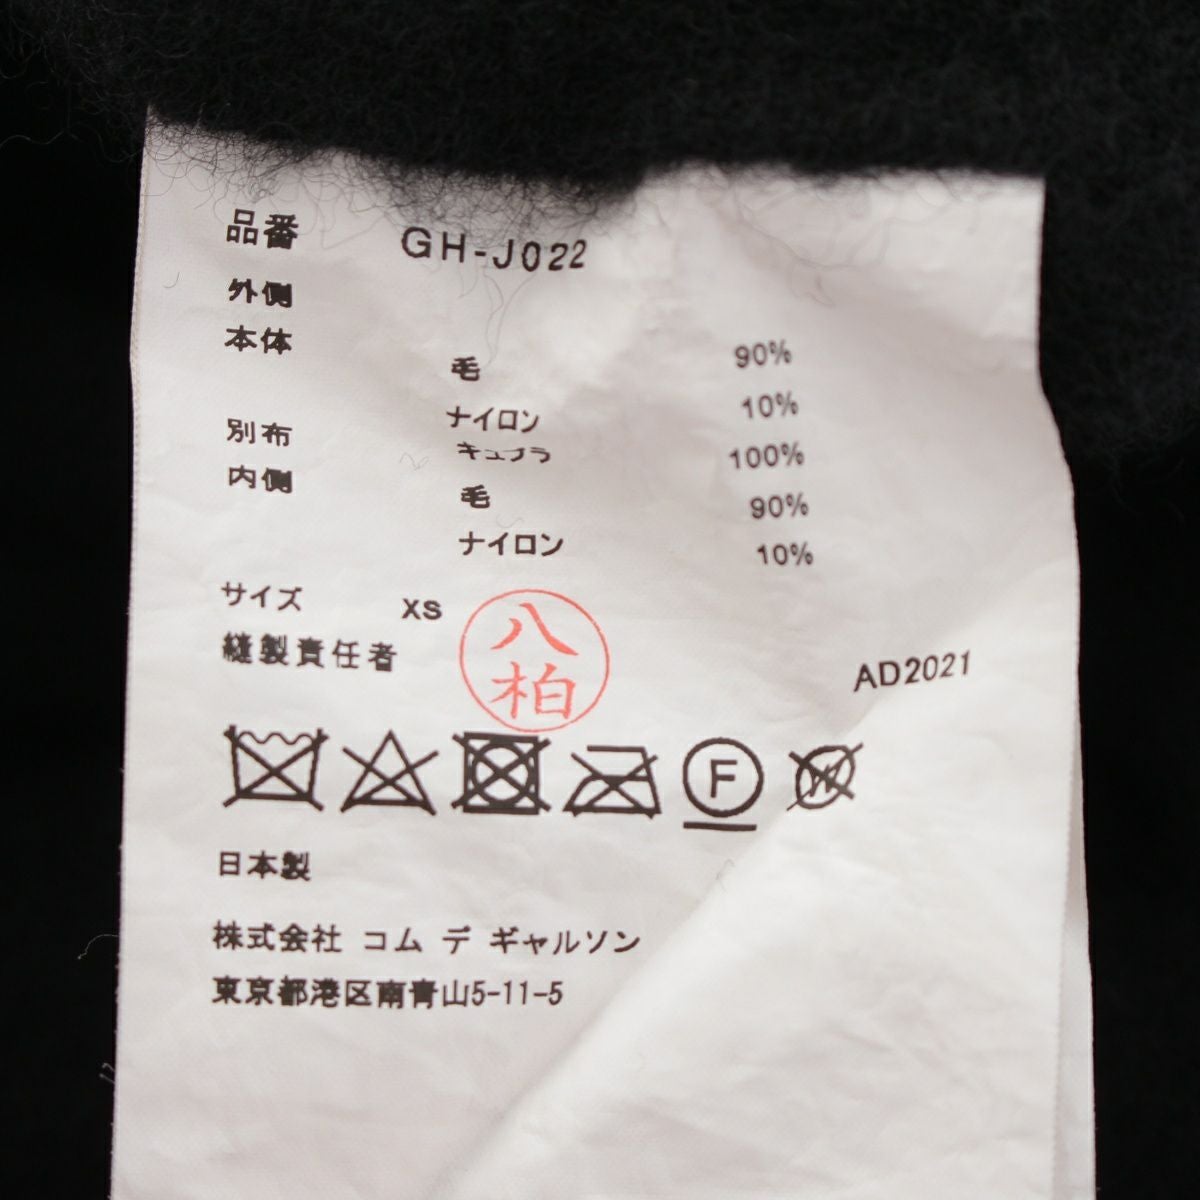 品番 GH-J022
外側
本体
毛 90%
ナイロン 10%
別布 キュプラ 100%
内側 毛 90%
ナイロン 10%
サイズ XS
縫製責任者 八柏
AD2021
F
W
日本製
株式会社 コム デ ギャルソン
東京都港区南青山5-11-5